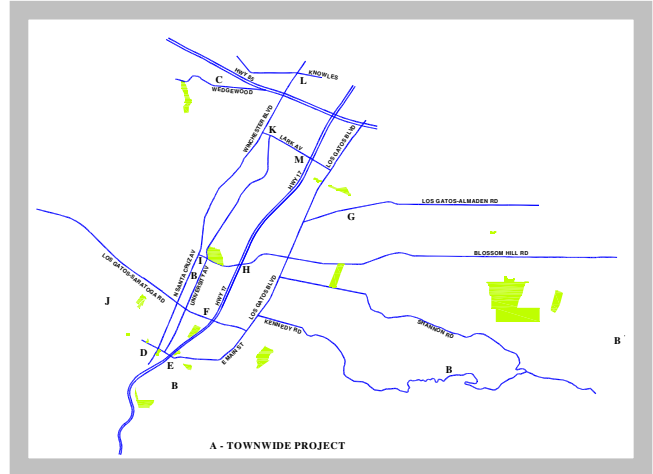 HWY 85
KNOWLES
C
L
WEDGEWOOD
WINCHESTER BLVD
K
LARK AV
LOS GATOS BLVD
M
HWY 17
LOS GATOS-ALMADEN RD
G
LOS GATOS-SARATOGA RD
N SANTA CRUZ AV
I
BLOSSOM HILL RD
B
UNIVERSITY AV
H
HWY 17
LOS GATOS BLVD
J
F
KENNEDY RD
SHANNON RD
B
D
E MAIN ST
E
B
B
A - TOWNWIDE PROJECT